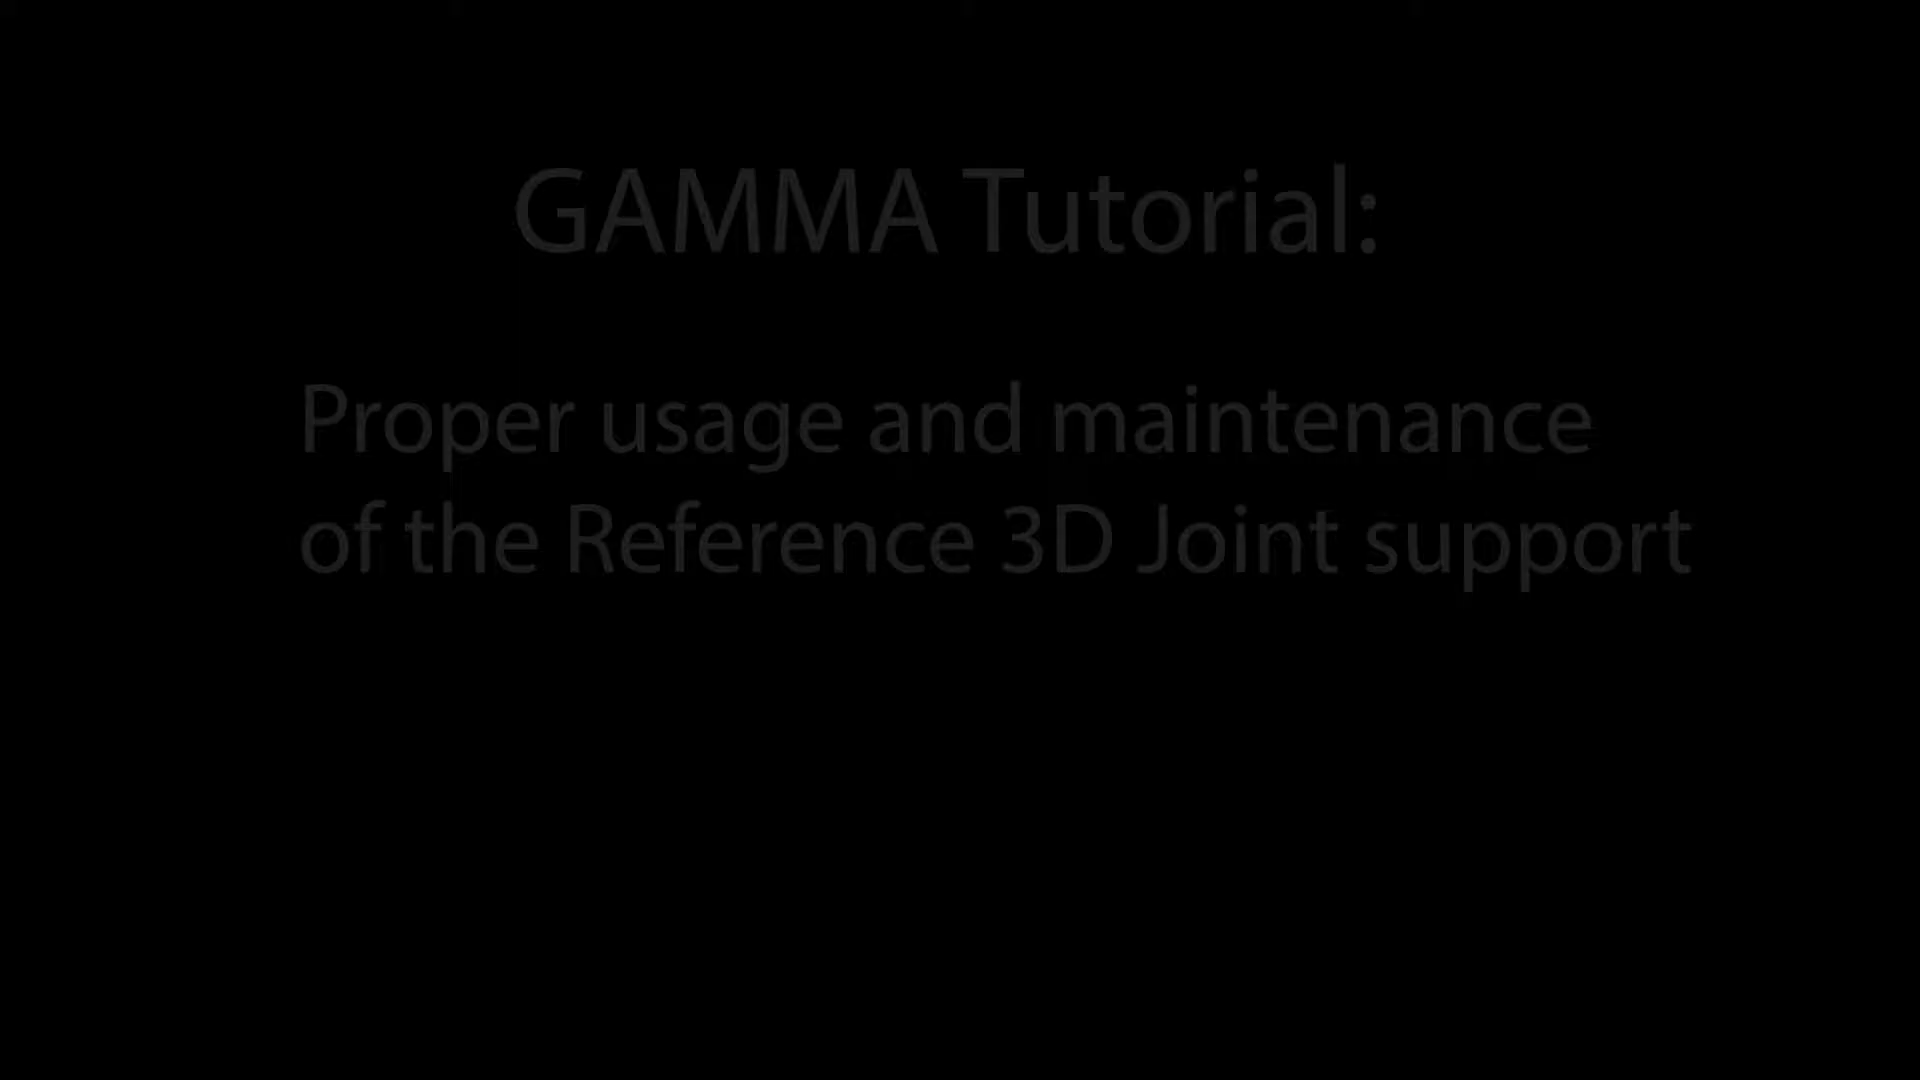 GAMMA Tutorial:
Proper usage and maintenance
of the Reference 3D Joint support